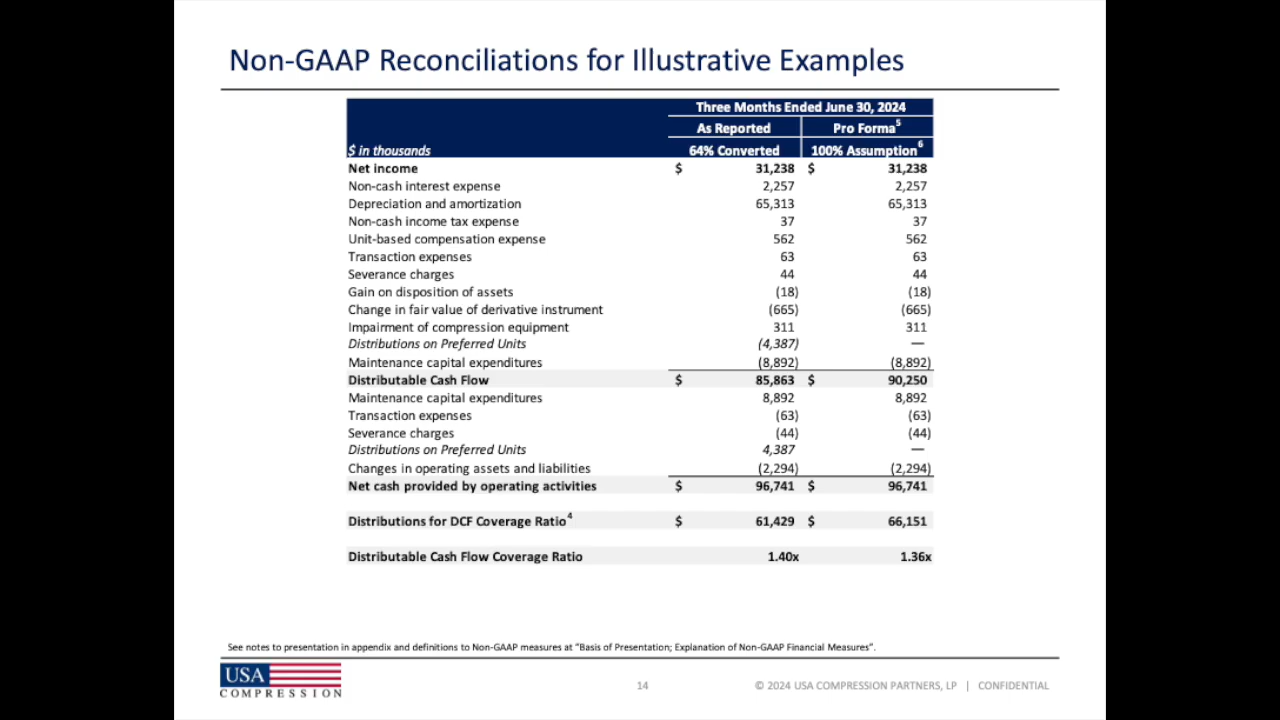 Non-GAAP Reconciliations for Illustrative Examples
Three Months Ended June 30, 2024
As Reported Pro Forma5
$ in thousands 64% Converted 100% Assumption6
Net income $ 31,238 $ 31,238
Non-cash interest expense 2,257 2,257
Depreciation and amortization 65,313 65,313
Non-cash income tax expense 37 37
Unit-based compensation expense 562 562
Transaction expenses 63 63
Severance charges 44 44
Gain on disposition of assets (18) (18)
Change in fair value of derivative instrument (665) (665)
Impairment of compression equipment 311 311
Distributions on Preferred Units (4,387) —
Maintenance capital expenditures (8,892) (8,892)
Distributable Cash Flow $ 85,863 $ 90,250
Maintenance capital expenditures 8,892 8,892
Transaction expenses (63) (63)
Severance charges (44) (44)
Distributions on Preferred Units 4,387 —
Changes in operating assets and liabilities (2,294) (2,294)
Net cash provided by operating activities $ 96,741 $ 96,741
Distributions for DCF Coverage Ratio4 $ 61,429 $ 66,151
Distributable Cash Flow Coverage Ratio 1.40x 1.36x
See notes to presentation in appendix and definitions to Non-GAAP measures at "Basis of Presentation; Explanation of Non-GAAP Financial Measures".
USA
COMPRESSION
14
© 2024 USA COMPRESSION PARTNERS, LP | CONFIDENTIAL